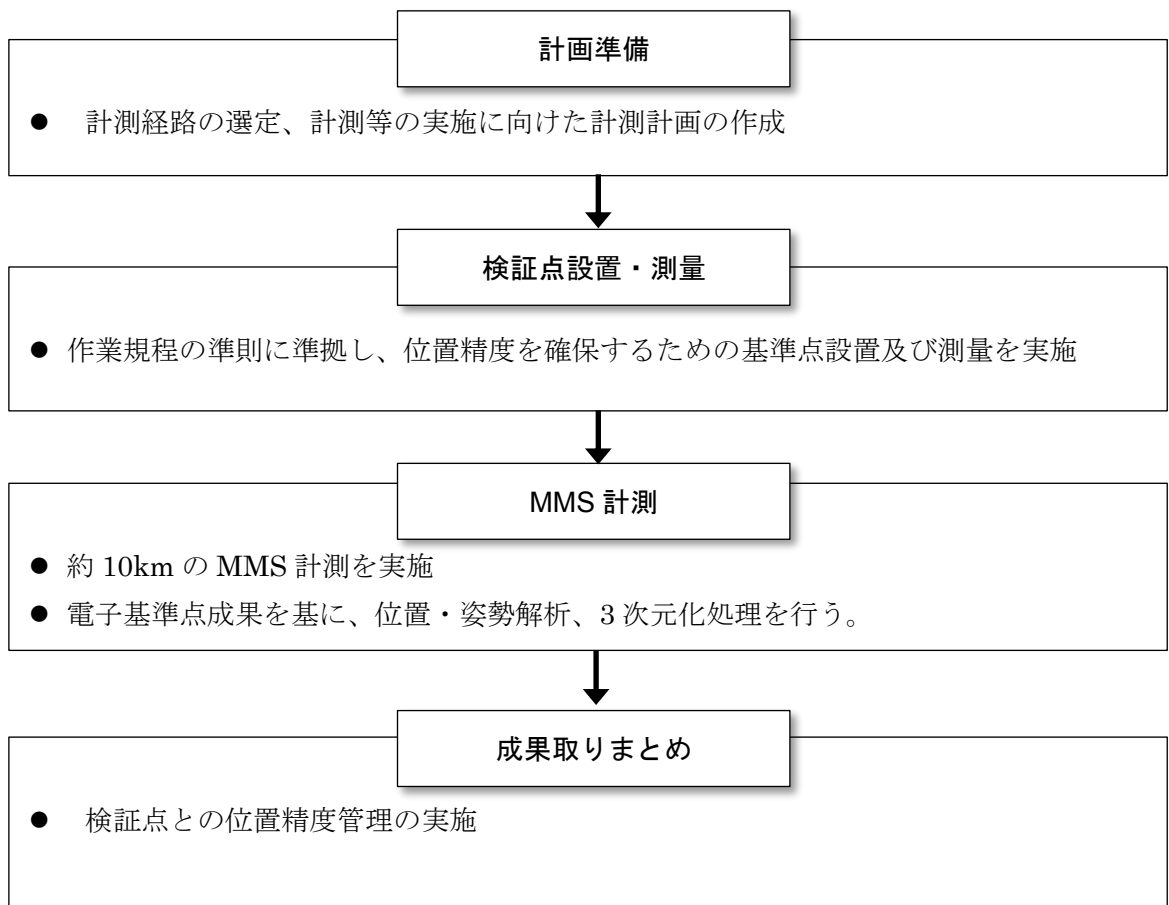 計画準備
● 計測経路の選定、計測等の実施に向けた計測計画の作成
検証点設置・測量
● 作業規程の準則に準拠し、位置精度を確保するための基準点設置及び測量を実施
MMS 計測
● 約 10km の MMS 計測を実施
● 電子基準点成果を基に、位置・姿勢解析、3 次元化処理を行う。
成果取りまとめ
● 検証点との位置精度管理の実施